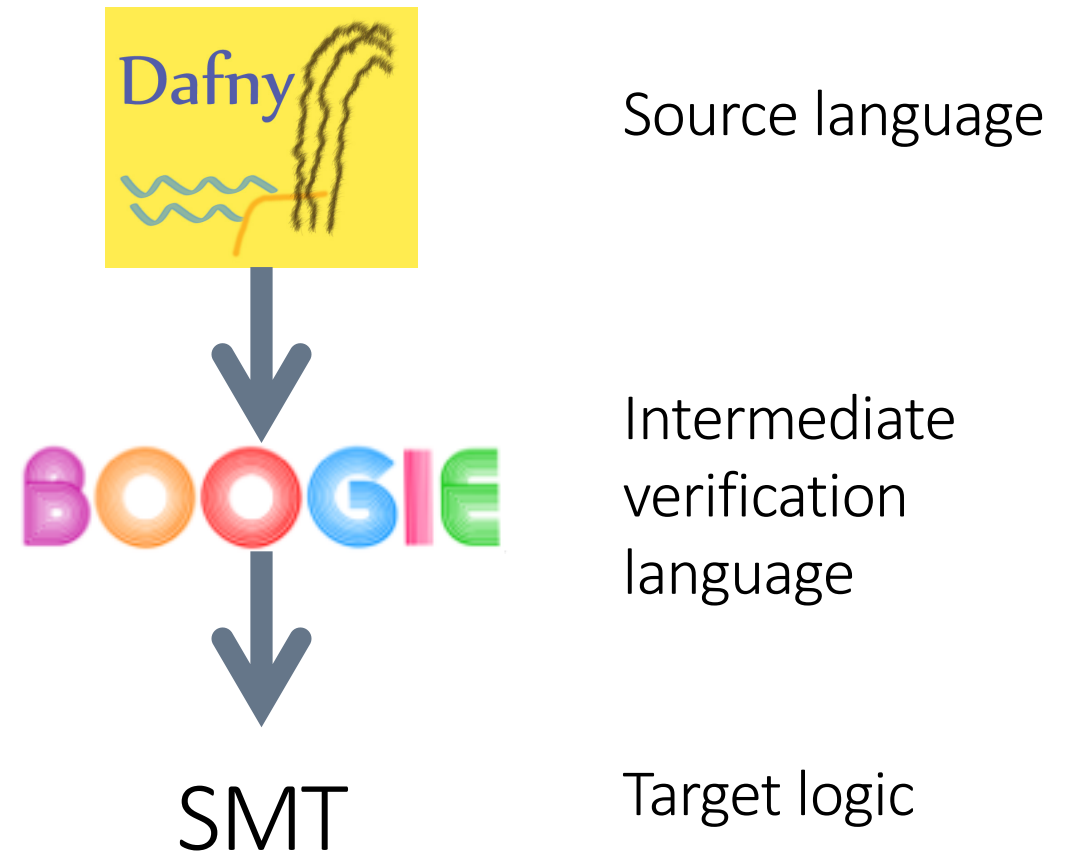 Dafny
Source language
BOOGIE
Intermediate
verification
language
SMT
Target logic